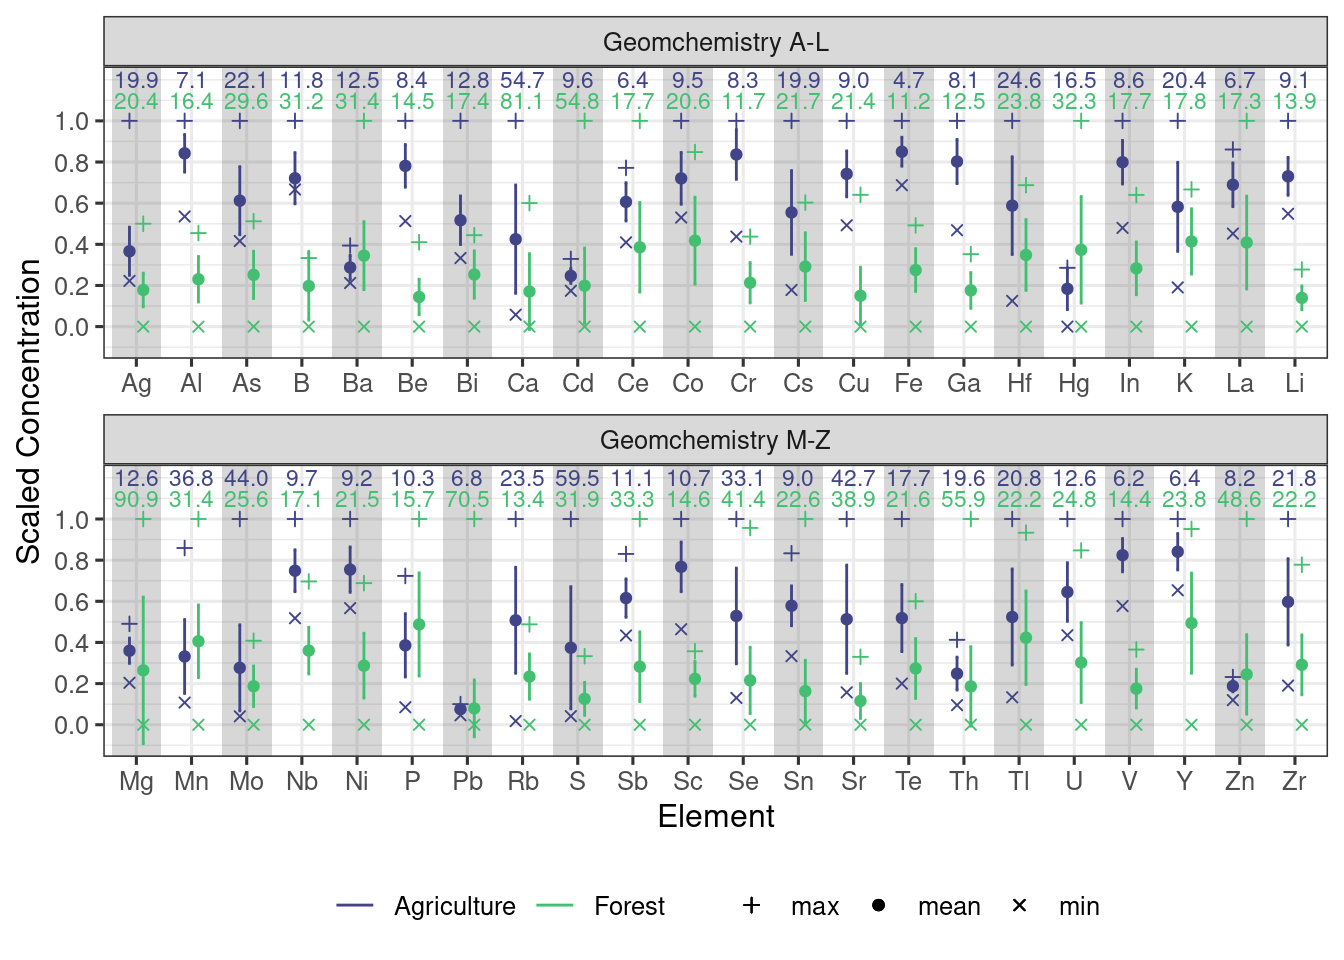 Geomchemistry A-L
19.9 7.1 22.1 11.8 12.5 8.4 12.8 54.7 9.6 6.4 9.5 8.3 19.9 9.0 4.7 8.1 24.6 16.5 8.6 20.4 6.7 9.1
20.4 16.4 29.6 31.2 31.4 14.5 17.4 81.1 54.8 17.7 20.6 11.7 21.7 21.4 11.2 12.5 23.8 32.3 17.7 17.8 17.3 13.9
1.0
0.8
0.6
0.4
0.2
0.0
Ag Al As B Ba Be Bi Ca Cd Ce Co Cr Cs Cu Fe Ga Hf Hg In K La Li
Scaled Concentration
Geomchemistry M-Z
12.6 36.8 44.0 9.7 9.2 10.3 6.8 23.5 59.5 11.1 10.7 33.1 9.0 42.7 17.7 19.6 20.8 12.6 6.2 6.4 8.2 21.8
90.9 31.4 25.6 17.1 21.5 15.7 70.5 13.4 31.9 33.3 14.6 41.4 22.6 38.9 21.6 55.9 22.2 24.8 14.4 23.8 48.6 22.2
1.0
0.8
0.6
0.4
0.2
0.0
Mg Mn Mo Nb Ni P Pb Rb S Sb Sc Se Sn Sr Te Th Tl U V Y Zn Zr
Element
Agriculture Forest max mean min